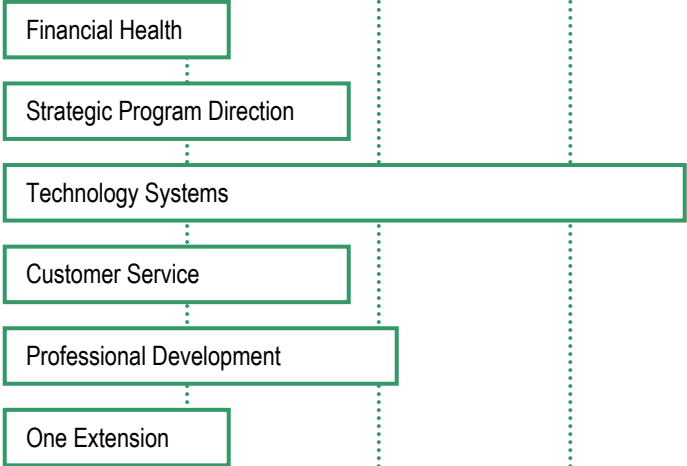 Financial Health
Strategic Program Direction
Technology Systems
Customer Service
Professional Development
One Extension